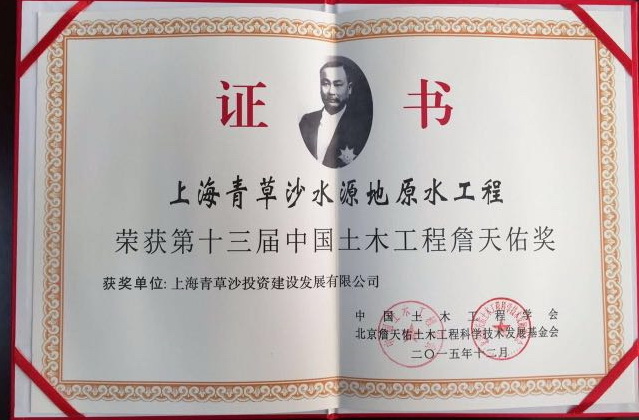 证书
上海青草沙水源地原水工程
荣获第十三届中国土木工程詹天佑奖
获奖单位:上海青草沙投资建设发展有限公司
中国土木工程学会
北京詹天佑土木工程科学技术发展基金会
二〇一五年十二月